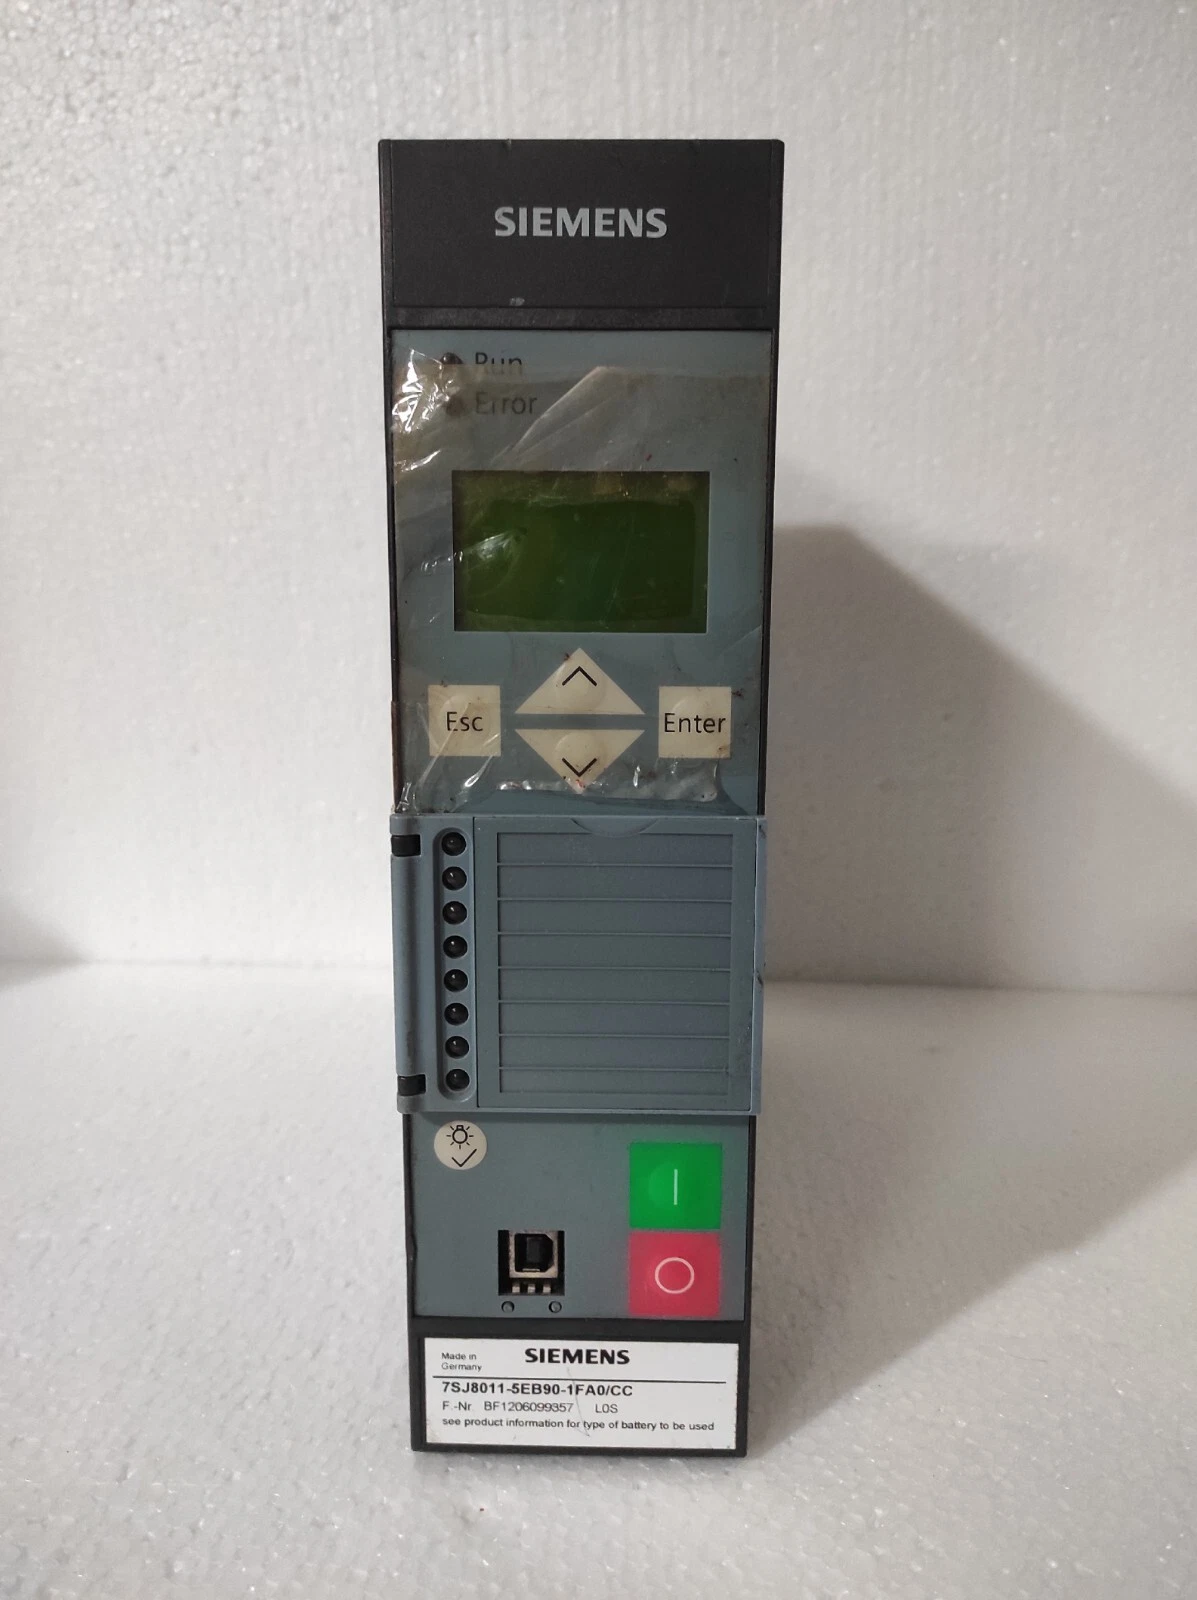 SIEMENS
Run
Error
Esc
Enter
Made in
Germany
SIEMENS
7SJ8011-5EB90-1FA0/CC
F.-Nr BF1206099357 L0S
see product information for type of battery to be used